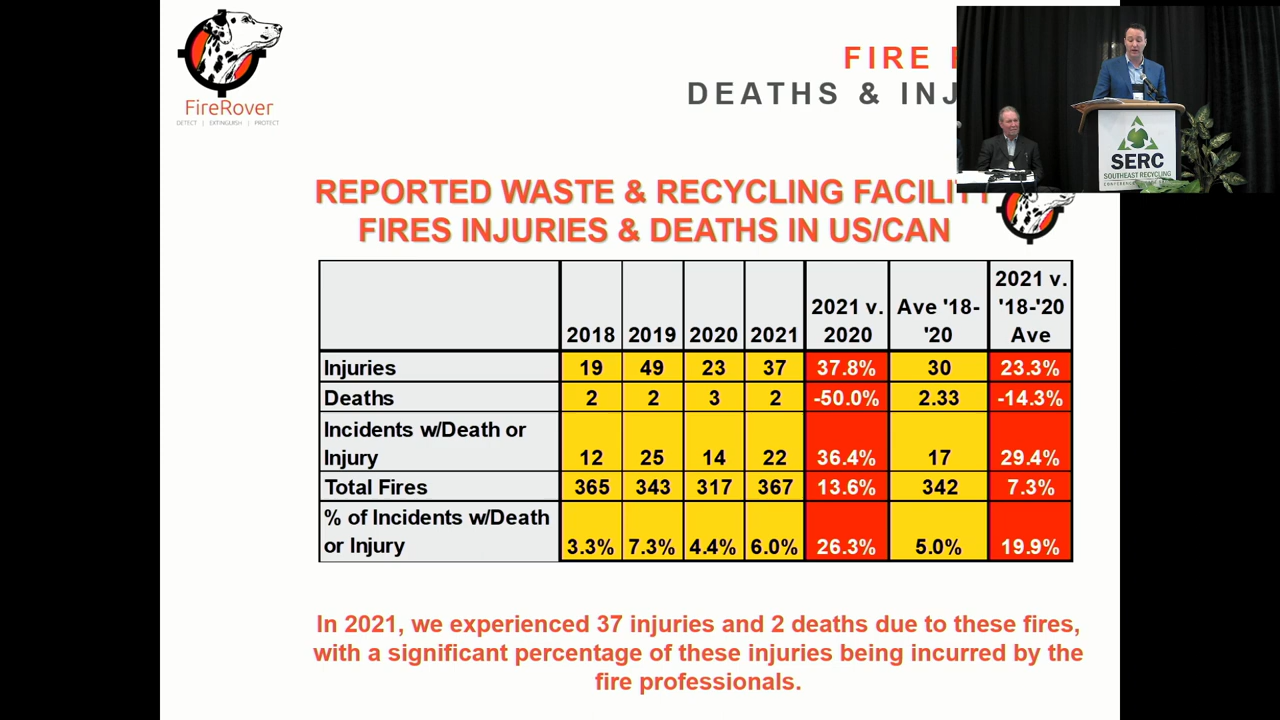 FireRover
DETECT | EXTINGUISH | PROTECT
FIRE
DEATHS & INJ
SERC
SOUTHEAST RECYCLING
REPORTED WASTE & RECYCLING FACILITY
FIRES INJURIES & DEATHS IN US/CAN
2018 2019 2020 2021 2021 v. 2020 Ave '18-'20 2021 v. '18-'20 Ave
Injuries 19 49 23 37 37.8% 30 23.3%
Deaths 2 2 3 2 -50.0% 2.33 -14.3%
Incidents w/Death or
Injury 12 25 14 22 36.4% 17 29.4%
Total Fires 365 343 317 367 13.6% 342 7.3%
% of Incidents w/Death
or Injury 3.3% 7.3% 4.4% 6.0% 26.3% 5.0% 19.9%
In 2021, we experienced 37 injuries and 2 deaths due to these fires,
with a significant percentage of these injuries being incurred by the
fire professionals.